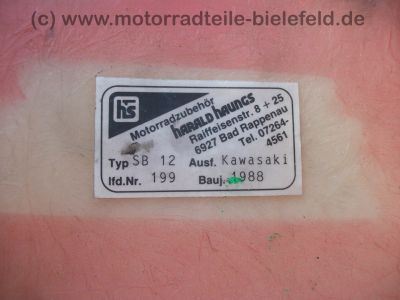 (c) www.motorradteile-bielefeld.de
hs
Motorradzubehör
HARALD HAUNGS
Raiffeisenstr. 8 + 25
6927 Bad Rappenau
Tel. 07264-
4561
Typ SB 12 Ausf. Kawasaki
lfd.Nr. 199 Bauj. 1988